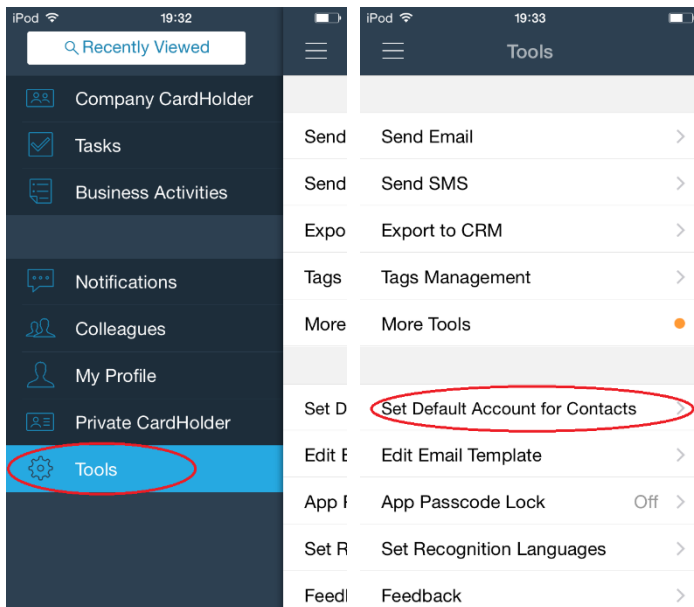 iPod 19:32
Recently Viewed
Company CardHolder
Tasks
Business Activities
Notifications
Colleagues
My Profile
Private CardHolder
Tools
Send
Send
Expo
Tags
More
Set D
Edit E
App F
Set R
Feed
iPod 19:33
Tools
Send Email
Send SMS
Export to CRM
Tags Management
More Tools
Set Default Account for Contacts
Edit Email Template
App Passcode Lock Off
Set Recognition Languages
Feedback